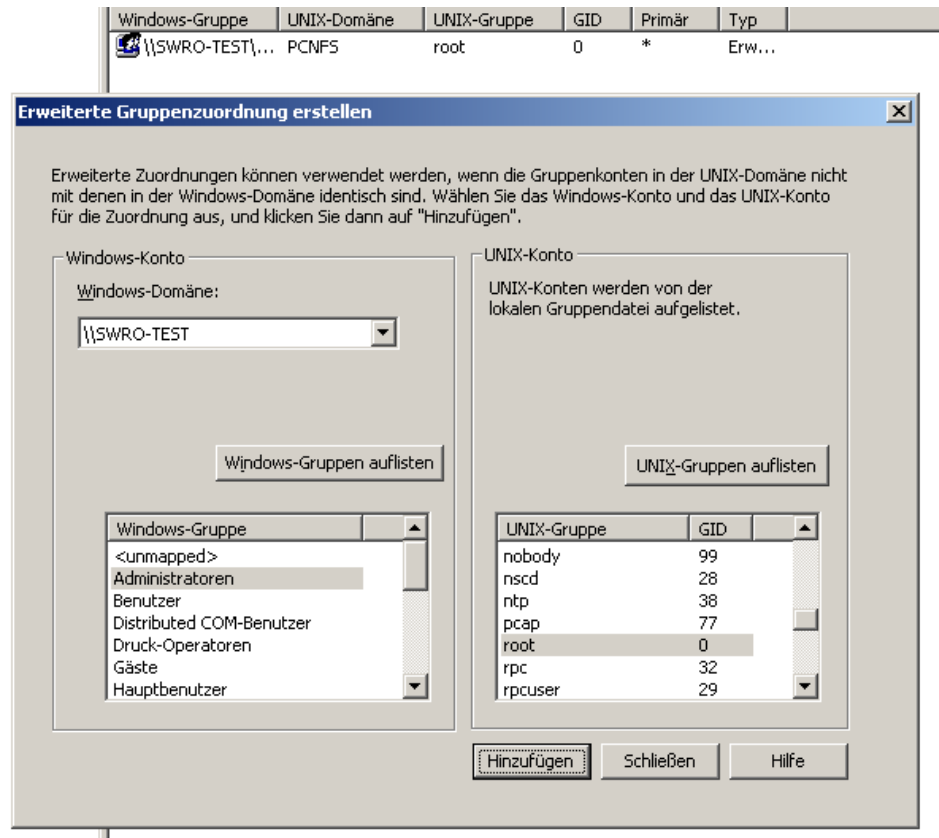 Windows-Gruppe UNIX-Domäne UNIX-Gruppe GID Primär Typ
\\SWRO-TEST\... PCNFS root 0 * Erw...
Erweiterte Gruppenzuordnung erstellen
Erweiterte Zuordnungen können verwendet werden, wenn die Gruppenkonten in der UNIX-Domäne nicht
mit denen in der Windows-Domäne identisch sind. Wählen Sie das Windows-Konto und das UNIX-Konto
für die Zuordnung aus, und klicken Sie dann auf "Hinzufügen".
Windows-Konto
Windows-Domäne:
\\SWRO-TEST
Windows-Gruppen auflisten
Windows-Gruppe
<unmapped>
Administratoren
Benutzer
Distributed COM-Benutzer
Druck-Operatoren
Gäste
Hauptbenutzer
UNIX-Konto
UNIX-Konten werden von der
lokalen Gruppendatei aufgelistet.
UNIX-Gruppen auflisten
UNIX-Gruppe GID
nobody 99
nscd 28
ntp 38
pcap 77
root 0
rpc 32
rpcuser 29
Hinzufügen Schließen Hilfe